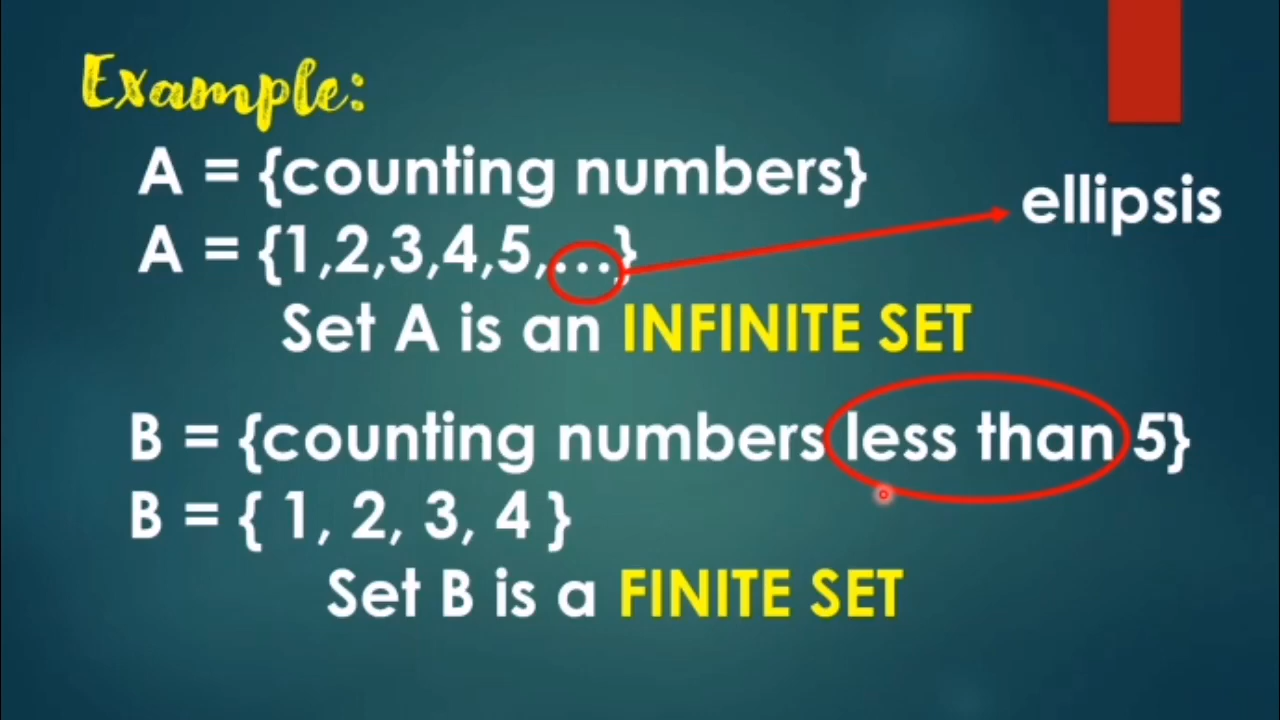 Example:
A = {counting numbers}
ellipsis
A = {1,2,3,4,5,...}
Set A is an INFINITE SET
B = {counting numbers less than 5}
B = { 1, 2, 3, 4 }
Set B is a FINITE SET